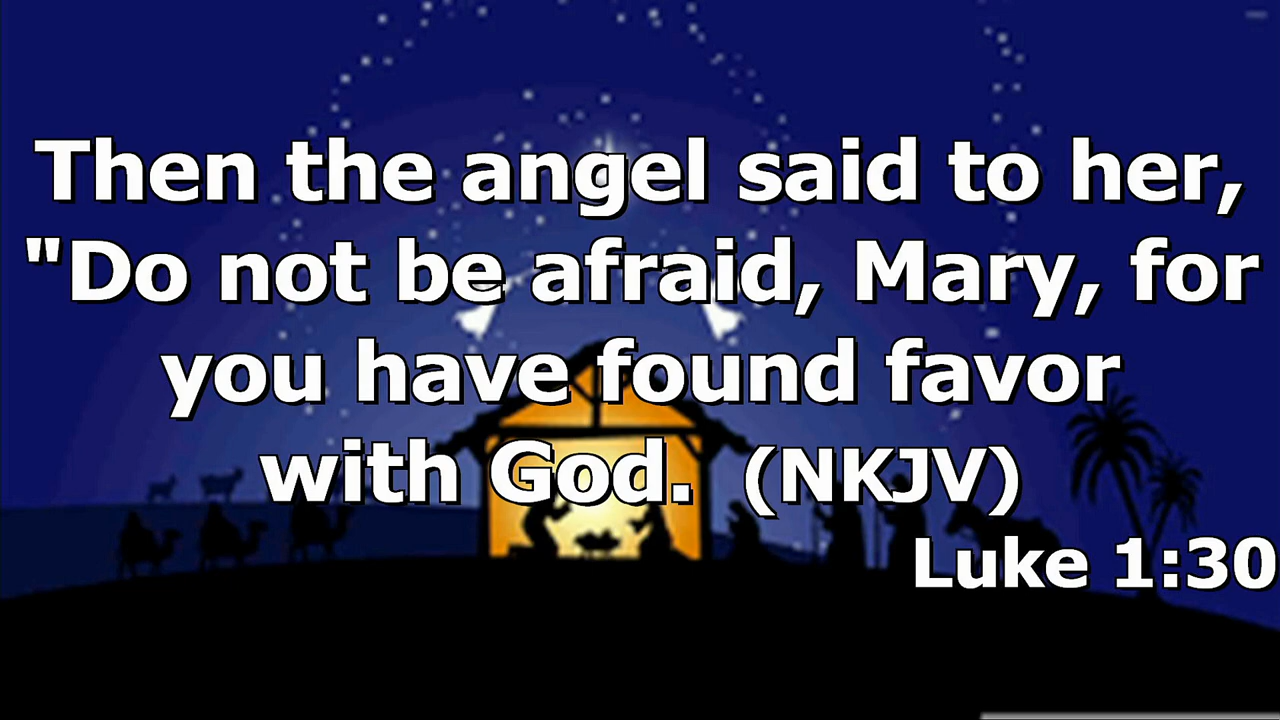 Then the angel said to her,
"Do not be afraid, Mary, for
you have found favor
with God. (NKJV)
Luke 1:30